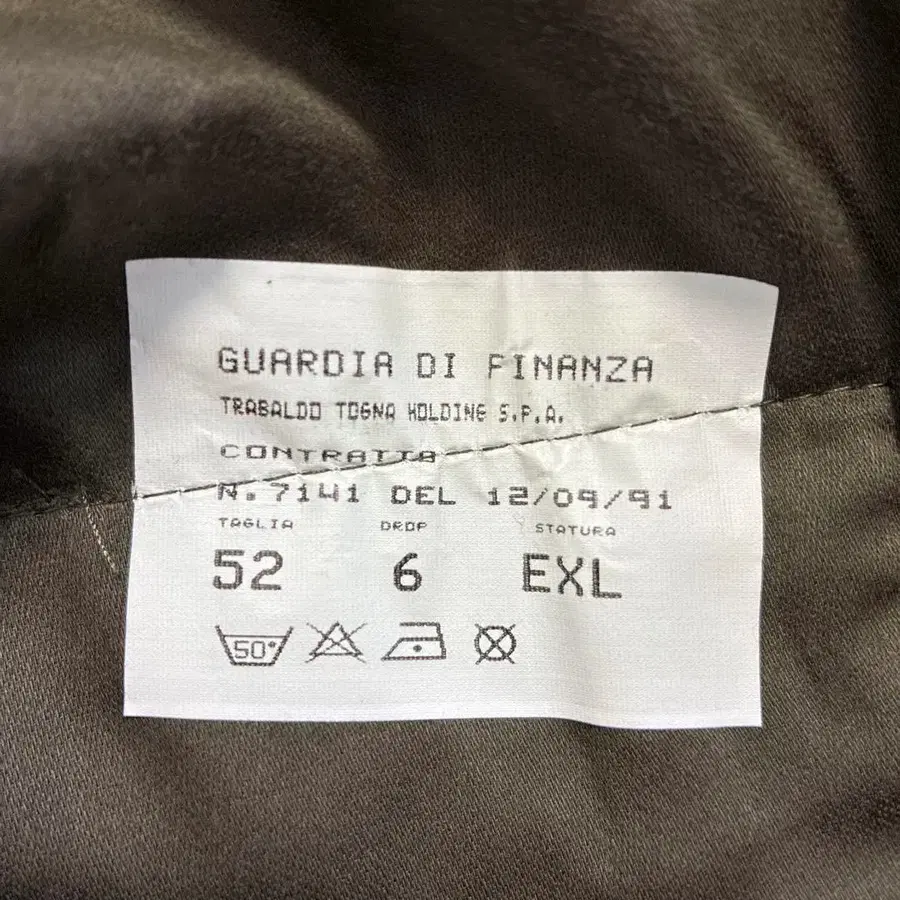 GUARDIA DI FINANZA
TRABALDO TOGNA HOLDING S.P.A.
CONTRATTO
N. 7141 DEL 12/09/91
TAGLIA DROP STATURA
52 6 EXL
50°